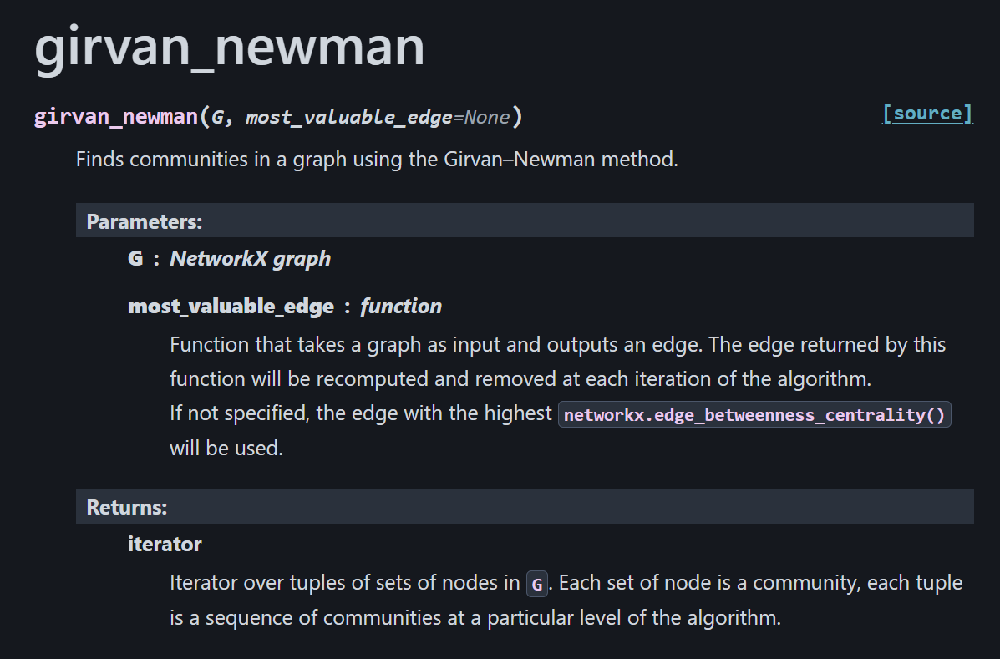 girvan_newman
girvan_newman(G, most_valuable_edge=None) [source]
Finds communities in a graph using the Girvan–Newman method.
Parameters:
G : NetworkX graph
most_valuable_edge : function
Function that takes a graph as input and outputs an edge. The edge returned by this
function will be recomputed and removed at each iteration of the algorithm.
If not specified, the edge with the highest networkx.edge_betweenness_centrality()
will be used.
Returns:
iterator
Iterator over tuples of sets of nodes in G. Each set of node is a community, each tuple
is a sequence of communities at a particular level of the algorithm.